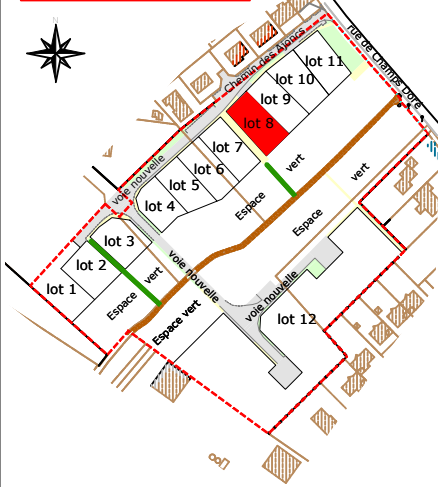 N
rue de Champs Doré
Chemin des Ajoncs
lot 11
lot 10
lot 9
lot 8
lot 7
lot 6
lot 5
lot 4
voie nouvelle
lot 3
lot 2
lot 1
Espace
vert
Espace
vert
Espace
vert
voie nouvelle
voie nouvelle
Espace vert
lot 12